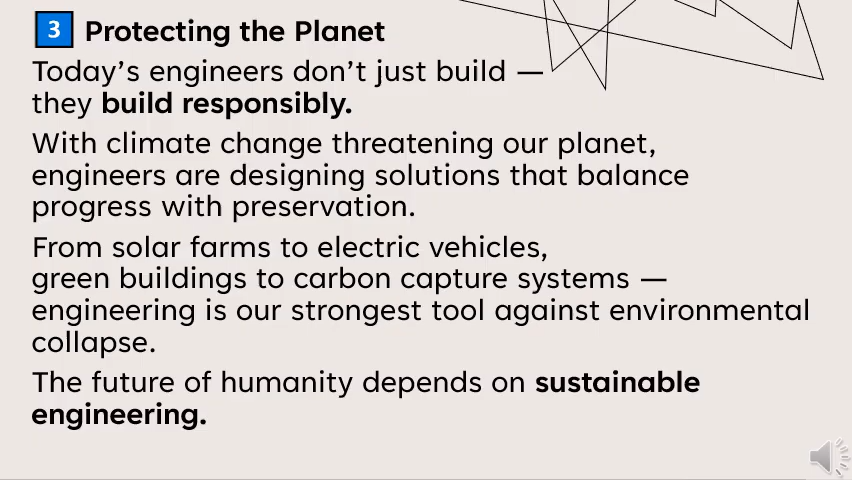 3 Protecting the Planet
Today's engineers don't just build —
they build responsibly.
With climate change threatening our planet,
engineers are designing solutions that balance
progress with preservation.
From solar farms to electric vehicles,
green buildings to carbon capture systems —
engineering is our strongest tool against environmental
collapse.
The future of humanity depends on sustainable
engineering.